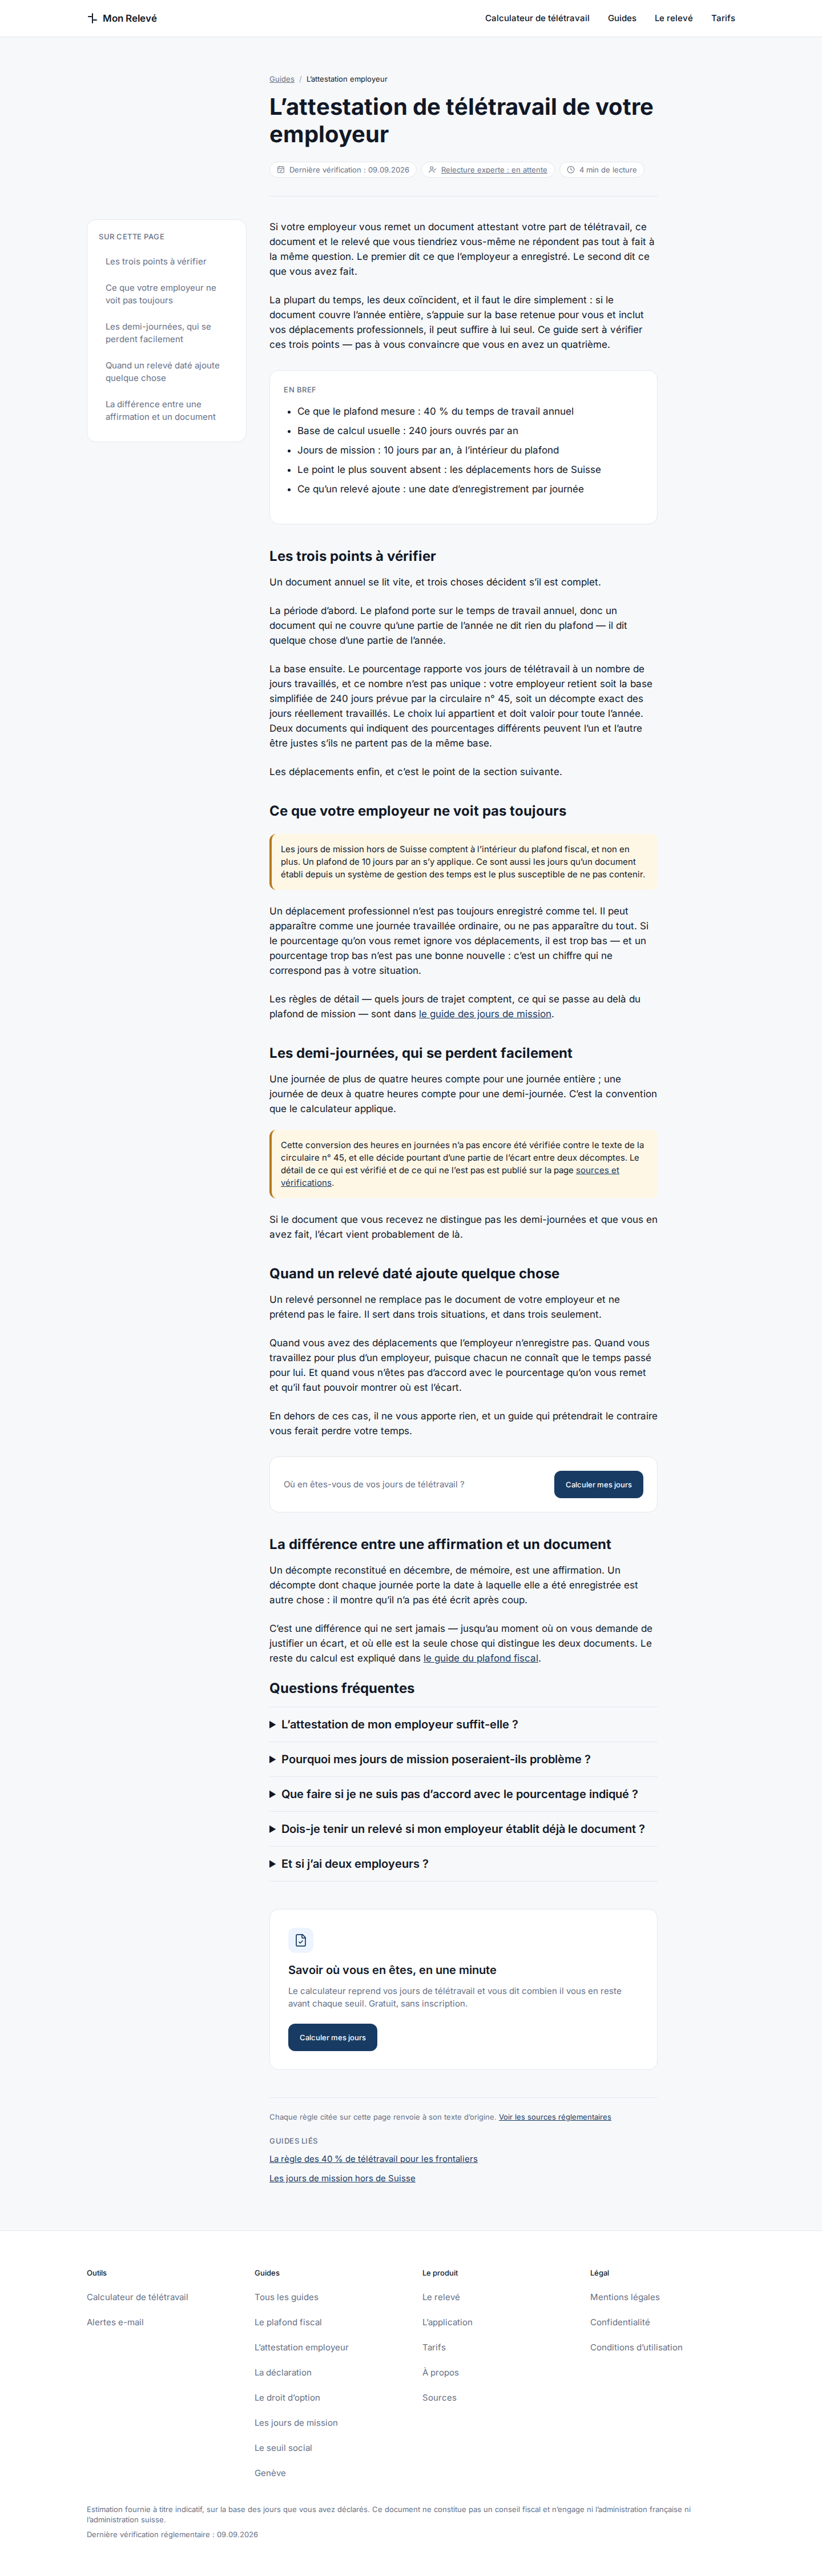 Mon Relevé
Calculateur de télétravail
Guides
Le relevé
Tarifs
Guides / L’attestation employeur
L’attestation de télétravail de votre
employeur
Dernière vérification : 09.09.2026
Relecture experte : en attente
4 min de lecture
SUR CETTE PAGE
Les trois points à vérifier
Ce que votre employeur ne
voit pas toujours
Les demi-journées, qui se
perdent facilement
Quand un relevé daté ajoute
quelque chose
La différence entre une
affirmation et un document
Si votre employeur vous remet un document attestant votre part de télétravail, ce
document et le relevé que vous tiendriez vous-même ne répondent pas tout à fait à
la même question. Le premier dit ce que l’employeur a enregistré. Le second dit ce
que vous avez fait.
La plupart du temps, les deux coïncident, et il faut le dire simplement : si le
document couvre l’année entière, s’appuie sur la base retenue pour vous et inclut
vos déplacements professionnels, il peut suffire à lui seul. Ce guide sert à vérifier
ces trois points — pas à vous convaincre que vous en avez un quatrième.
EN BREF
• Ce que le plafond mesure : 40 % du temps de travail annuel
• Base de calcul usuelle : 240 jours ouvrés par an
• Jours de mission : 10 jours par an, à l’intérieur du plafond
• Le point le plus souvent absent : les déplacements hors de Suisse
• Ce qu’un relevé ajoute : une date d’enregistrement par journée
Les trois points à vérifier
Un document annuel se lit vite, et trois choses décident s’il est complet.
La période d’abord. Le plafond porte sur le temps de travail annuel, donc un
document qui ne couvre qu’une partie de l’année ne dit rien du plafond — il dit
quelque chose d’une partie de l’année.
La base ensuite. Le pourcentage rapporte vos jours de télétravail à un nombre de
jours travaillés, et ce nombre n’est pas unique : votre employeur retient soit la base
simplifiée de 240 jours prévue par la circulaire n° 45, soit un décompte exact des
jours réellement travaillés. Le choix lui appartient et doit valoir pour toute l’année.
Deux documents qui indiquent des pourcentages différents peuvent l’un et l’autre
être justes s’ils ne partent pas de la même base.
Les déplacements enfin, et c’est le point de la section suivante.
Ce que votre employeur ne voit pas toujours
Les jours de mission hors de Suisse comptent à l’intérieur du plafond fiscal, et non en
plus. Un plafond de 10 jours par an s’y applique. Ce sont aussi les jours qu’un document
établi depuis un système de gestion des temps est le plus susceptible de ne pas contenir.
Un déplacement professionnel n’est pas toujours enregistré comme tel. Il peut
apparaître comme une journée travaillée ordinaire, ou ne pas apparaître du tout. Si
le pourcentage qu’on vous remet ignore vos déplacements, il est trop bas — et un
pourcentage trop bas n’est pas une bonne nouvelle : c’est un chiffre qui ne
correspond pas à votre situation.
Les règles de détail — quels jours de trajet comptent, ce qui se passe au delà du
plafond de mission — sont dans le guide des jours de mission.
Les demi-journées, qui se perdent facilement
Une journée de plus de quatre heures compte pour une journée entière ; une
journée de deux à quatre heures compte pour une demi-journée. C’est la convention
que le calculateur applique.
Cette conversion des heures en journées n’a pas encore été vérifiée contre le texte de la
circulaire n° 45, et elle décide pourtant d’une partie de l’écart entre deux décomptes. Le
détail de ce qui est vérifié et de ce qui ne l’est pas est publié sur la page sources et
vérifications.
Si le document que vous recevez ne distingue pas les demi-journées et que vous en
avez fait, l’écart vient probablement de là.
Quand un relevé daté ajoute quelque chose
Un relevé personnel ne remplace pas le document de votre employeur et ne
prétend pas le faire. Il sert dans trois situations, et dans trois seulement.
Quand vous avez des déplacements que l’employeur n’enregistre pas. Quand vous
travaillez pour plus d’un employeur, puisque chacun ne connaît que le temps passé
pour lui. Et quand vous n’êtes pas d’accord avec le pourcentage qu’on vous remet
et qu’il faut pouvoir montrer où est l’écart.
En dehors de ces cas, il ne vous apporte rien, et un guide qui prétendrait le contraire
vous ferait perdre votre temps.
Où en êtes-vous de vos jours de télétravail ?
Calculer mes jours
La différence entre une affirmation et un document
Un décompte reconstitué en décembre, de mémoire, est une affirmation. Un
décompte dont chaque journée porte la date à laquelle elle a été enregistrée est
autre chose : il montre qu’il n’a pas été écrit après coup.
C’est une différence qui ne sert jamais — jusqu’au moment où on vous demande de
justifier un écart, et où elle est la seule chose qui distingue les deux documents. Le
reste du calcul est expliqué dans le guide du plafond fiscal.
Questions fréquentes
L’attestation de mon employeur suffit-elle ?
Pourquoi mes jours de mission poseraient-ils problème ?
Que faire si je ne suis pas d’accord avec le pourcentage indiqué ?
Dois-je tenir un relevé si mon employeur établit déjà le document ?
Et si j’ai deux employeurs ?
Savoir où vous en êtes, en une minute
Le calculateur reprend vos jours de télétravail et vous dit combien il vous en reste
avant chaque seuil. Gratuit, sans inscription.
Calculer mes jours
Chaque règle citée sur cette page renvoie à son texte d’origine. Voir les sources réglementaires
GUIDES LIÉS
La règle des 40 % de télétravail pour les frontaliers
Les jours de mission hors de Suisse
Outils
Calculateur de télétravail
Alertes e-mail
Guides
Tous les guides
Le plafond fiscal
L’attestation employeur
La déclaration
Le droit d’option
Les jours de mission
Le seuil social
Genève
Le produit
Le relevé
L’application
Tarifs
À propos
Sources
Légal
Mentions légales
Confidentialité
Conditions d’utilisation
Estimation fournie à titre indicatif, sur la base des jours que vous avez déclarés. Ce document ne constitue pas un conseil fiscal et n’engage ni l’administration française ni
l’administration suisse.
Dernière vérification réglementaire : 09.09.2026